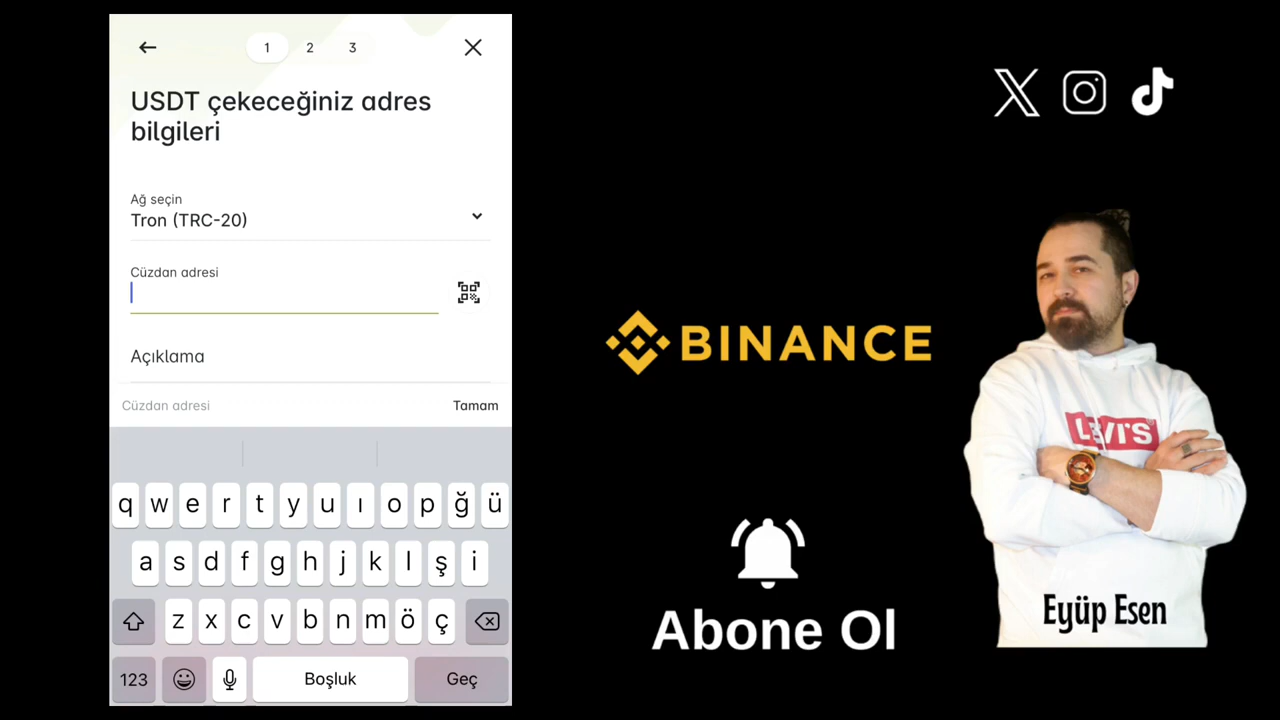 1 2 3
USDT çekeceğiniz adres
bilgileri
Ağ seçin
Tron (TRC-20)
Cüzdan adresi
Açıklama
Cüzdan adresi Tamam
q w e r t y u ı o p ğ ü
a s d f g h j k l ş i
z x c v b n m ö ç
123 Boşluk Geç
BINANCE
Abone Ol
LEVI'S
Eyüp Esen